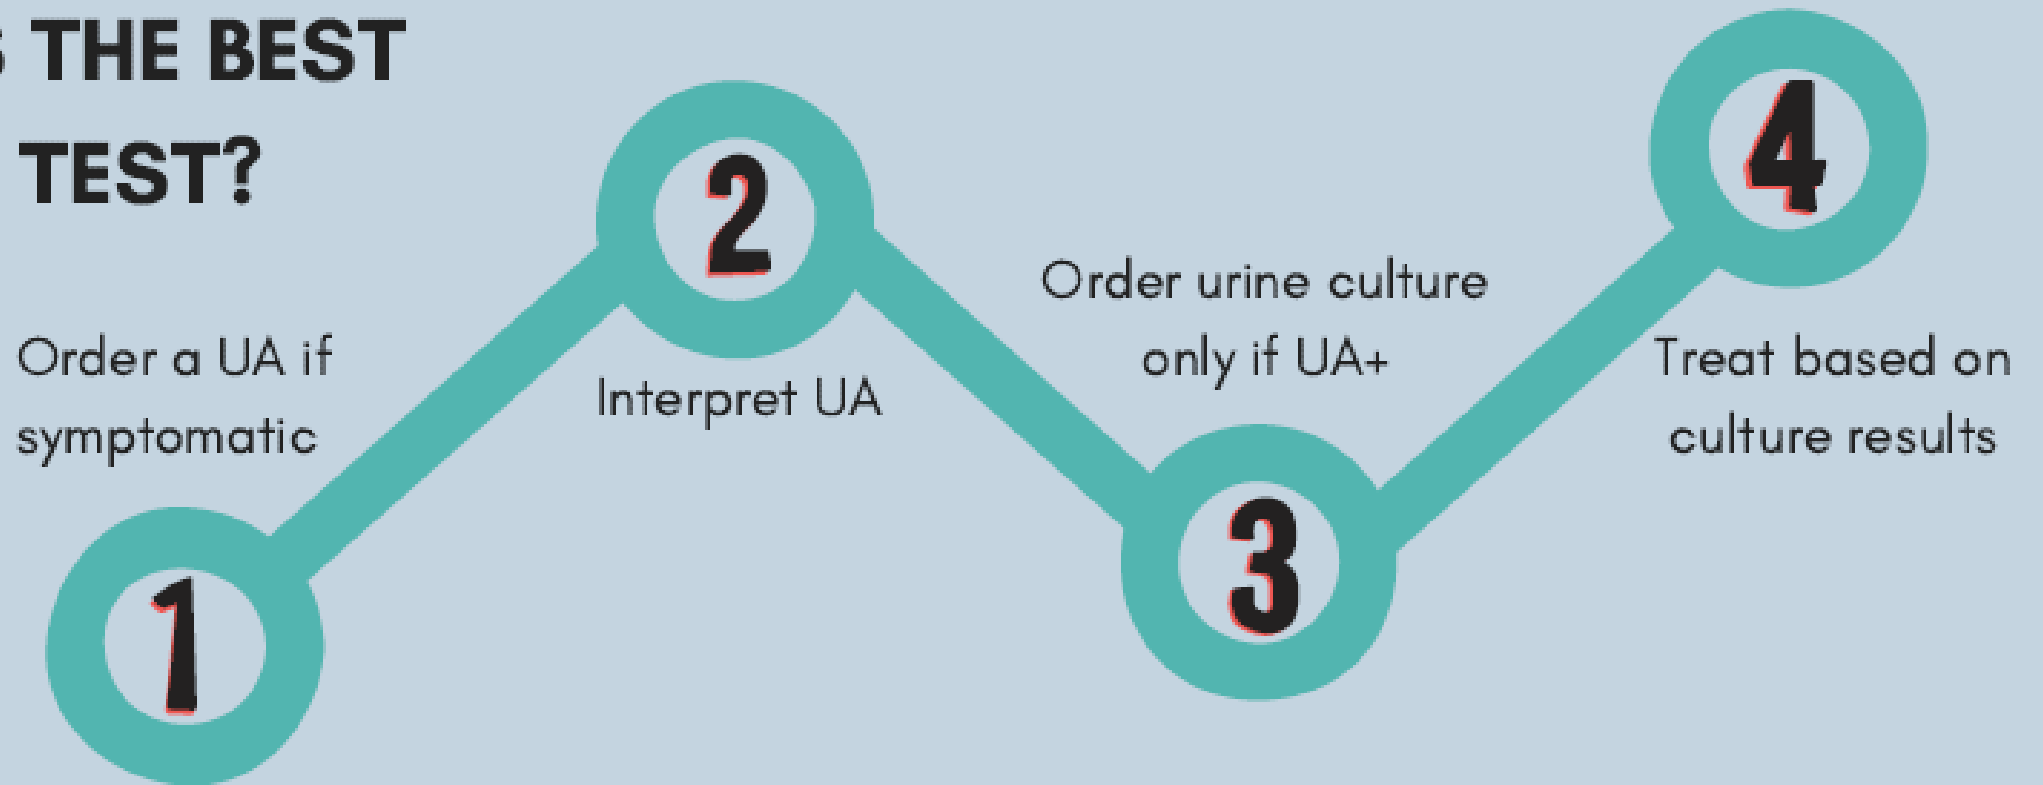 THE BEST
TEST?
1
Order a UA if
symptomatic
2
Interpret UA
3
Order urine culture
only if UA+
4
Treat based on
culture results